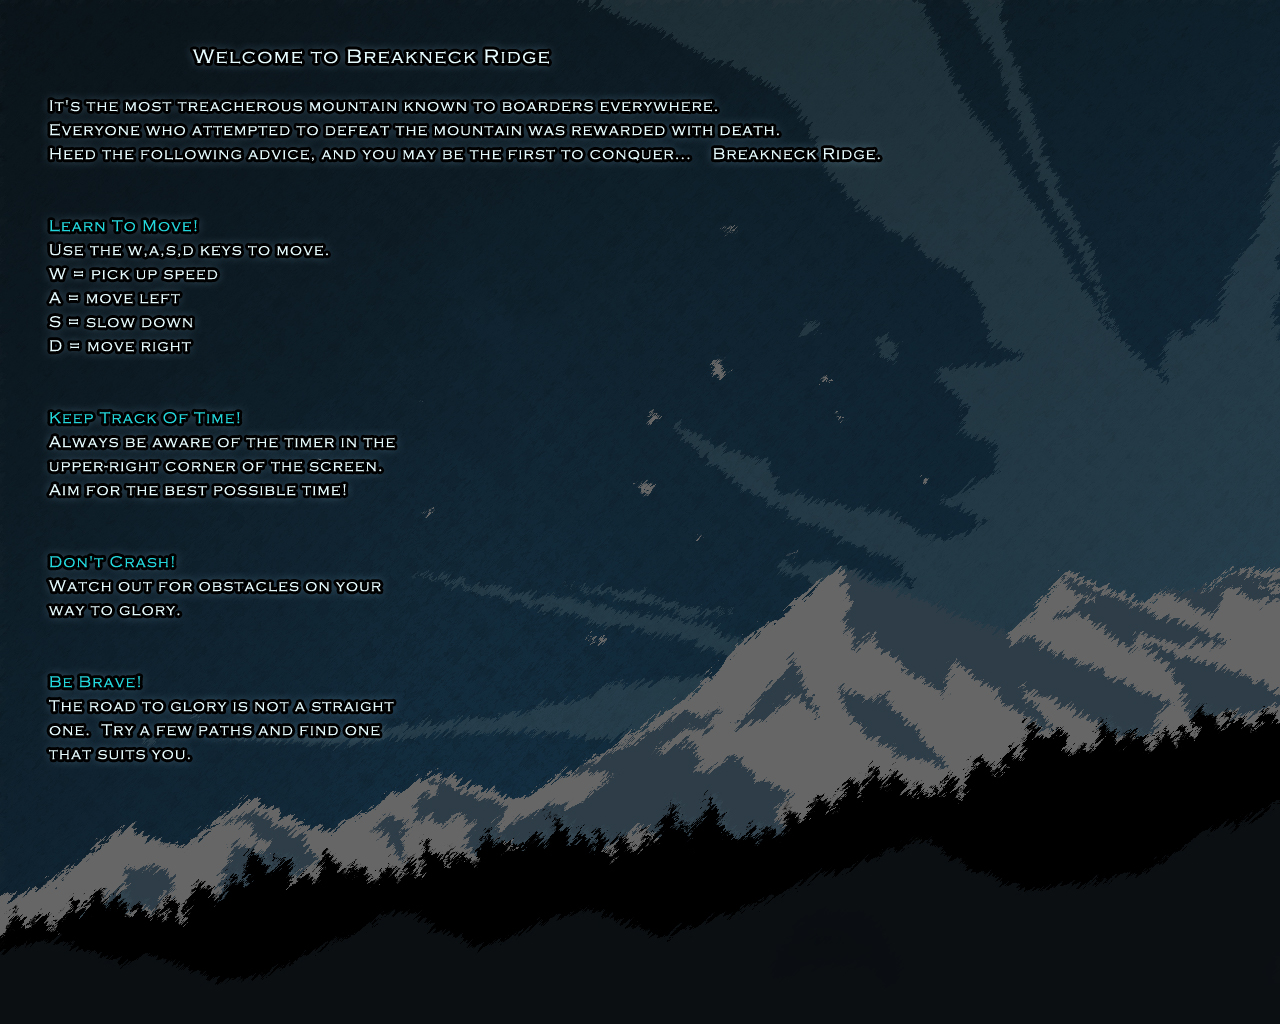 Welcome to Breakneck Ridge
It's the most treacherous mountain known to boarders everywhere.
Everyone who attempted to defeat the mountain was rewarded with death.
Heed the following advice, and you may be the first to conquer... Breakneck Ridge.
Learn To Move!
Use the w,a,s,d keys to move.
W = pick up speed
A = move left
S = slow down
D = move right
Keep Track Of Time!
Always be aware of the timer in the
upper-right corner of the screen.
Aim for the best possible time!
Don't Crash!
Watch out for obstacles on your
way to glory.
Be Brave!
The road to glory is not a straight
one. Try a few paths and find one
that suits you.